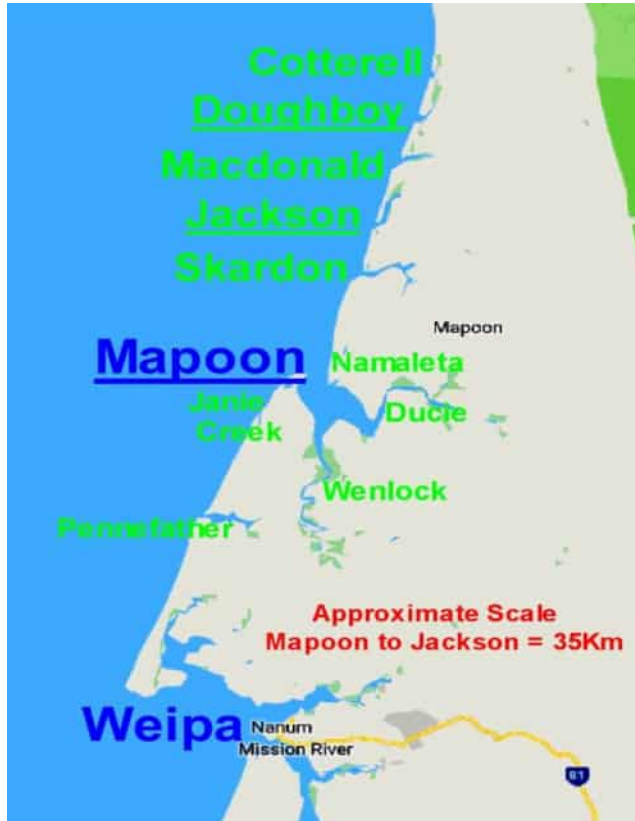 Cotterell
Doughboy
Macdonald
Jackson
Skardon
Mapoon
Mapoon
Namaleta
Janie
Creek
Ducie
Wenlock
Pennefather
Approximate Scale
Mapoon to Jackson = 35Km
Weipa
Nanum
Mission River
81